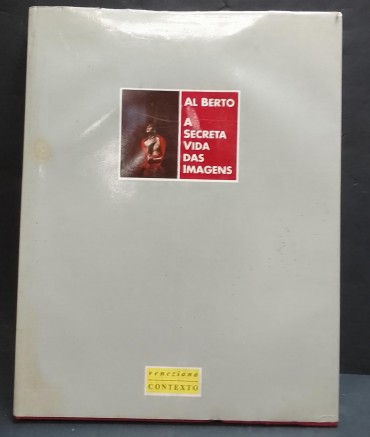 AL BERTO
A
SECRETA
VIDA
DAS
IMAGENS
veneziana
CONTEXTO